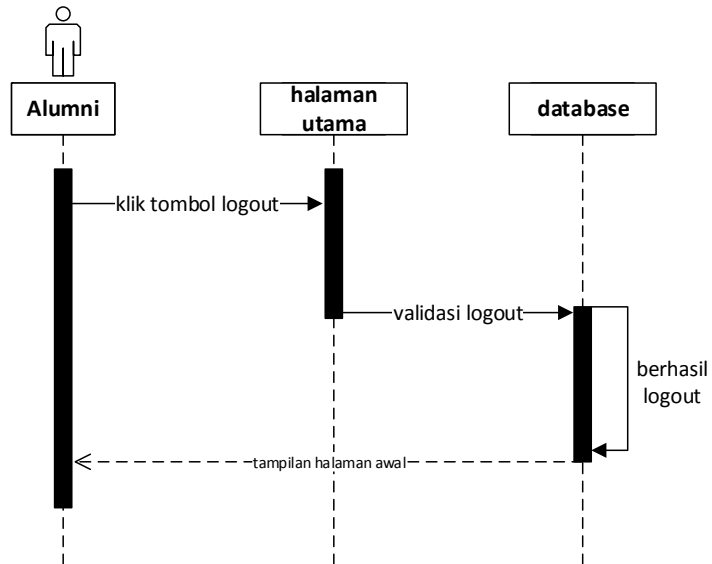 Alumni
halaman
utama
database
klik tombol logout
validasi logout
berhasil
logout
tampilan halaman awal